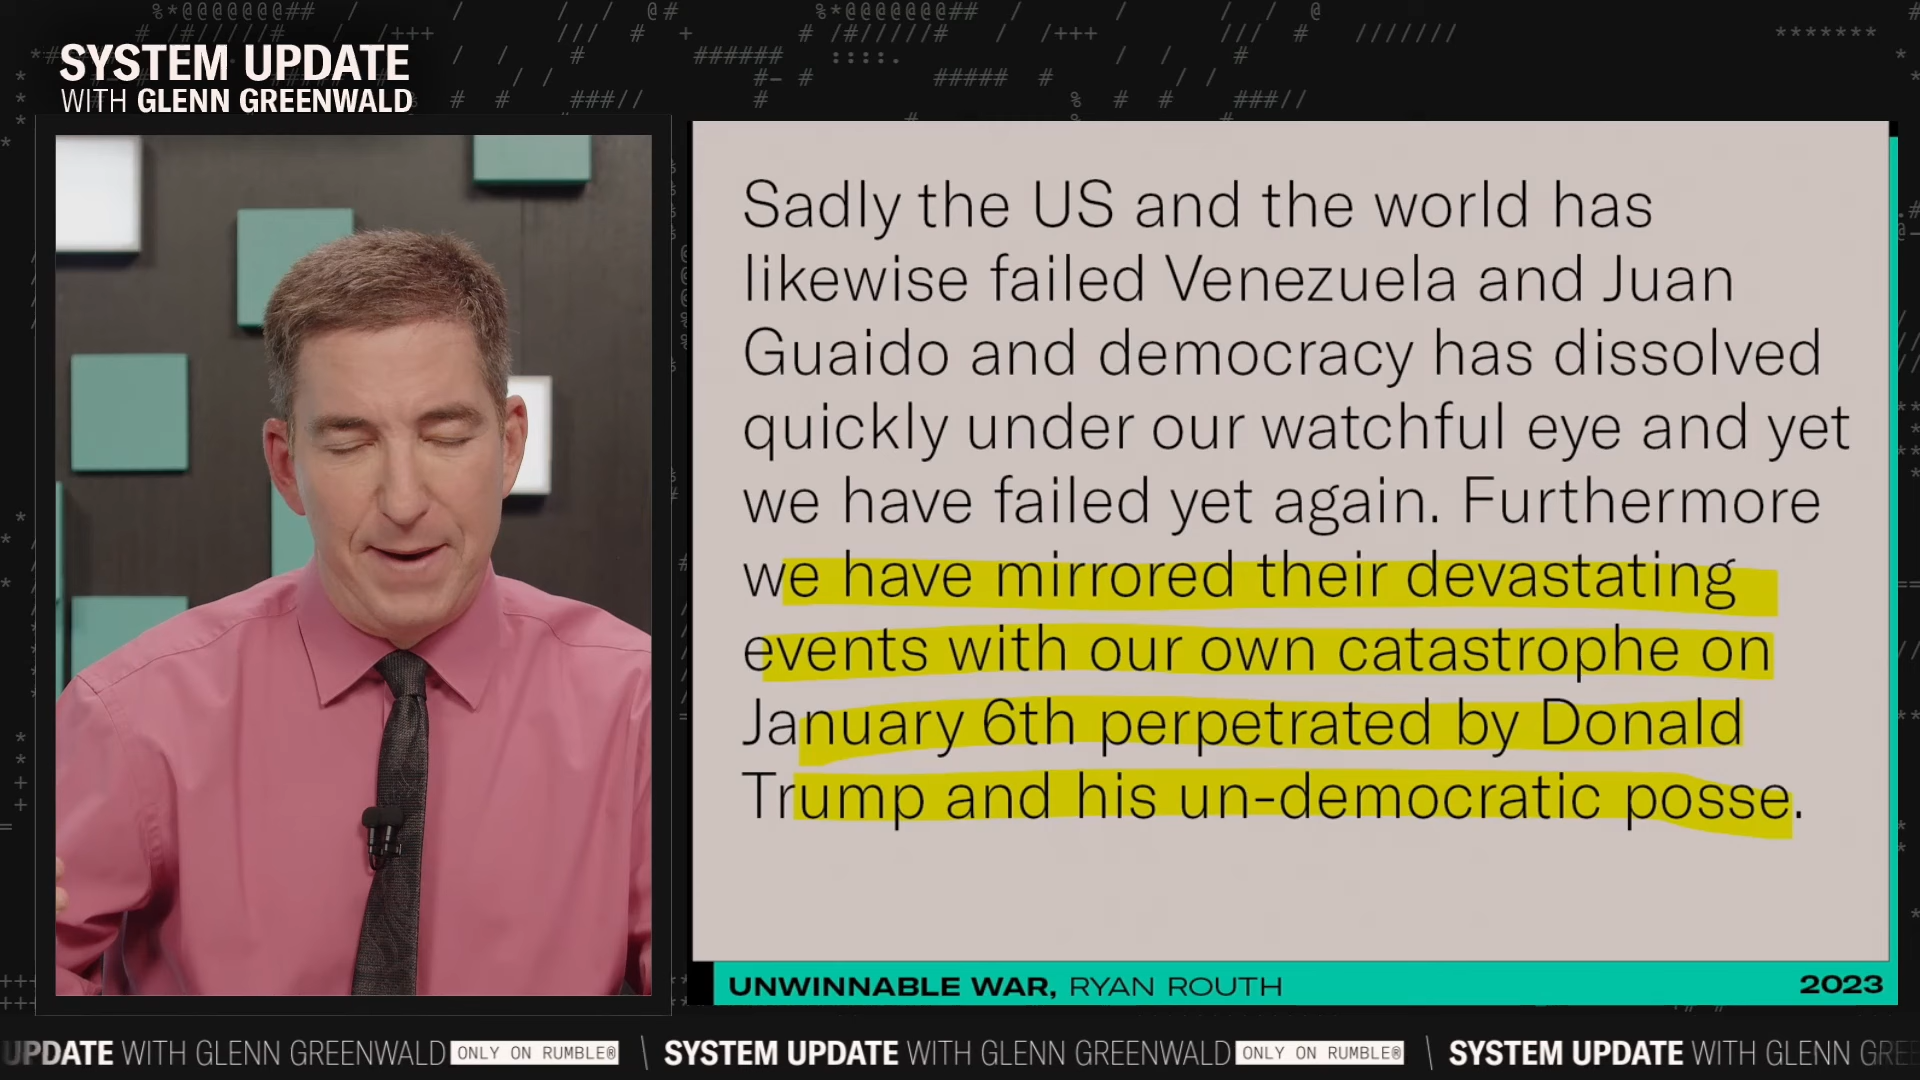 SYSTEM UPDATE
WITH GLENN GREENWALD
Sadly the US and the world has
likewise failed Venezuela and Juan
Guaido and democracy has dissolved
quickly under our watchful eye and yet
we have failed yet again. Furthermore
we have mirrored their devastating
events with our own catastrophe on
January 6th perpetrated by Donald
Trump and his un-democratic posse.
UNWINNABLE WAR, RYAN ROUTH 2023
UPDATE WITH GLENN GREENWALD ONLY ON RUMBLE® \ SYSTEM UPDATE WITH GLENN GREENWALD ONLY ON RUMBLE® \ SYSTEM UPDATE WITH GLENN GRE